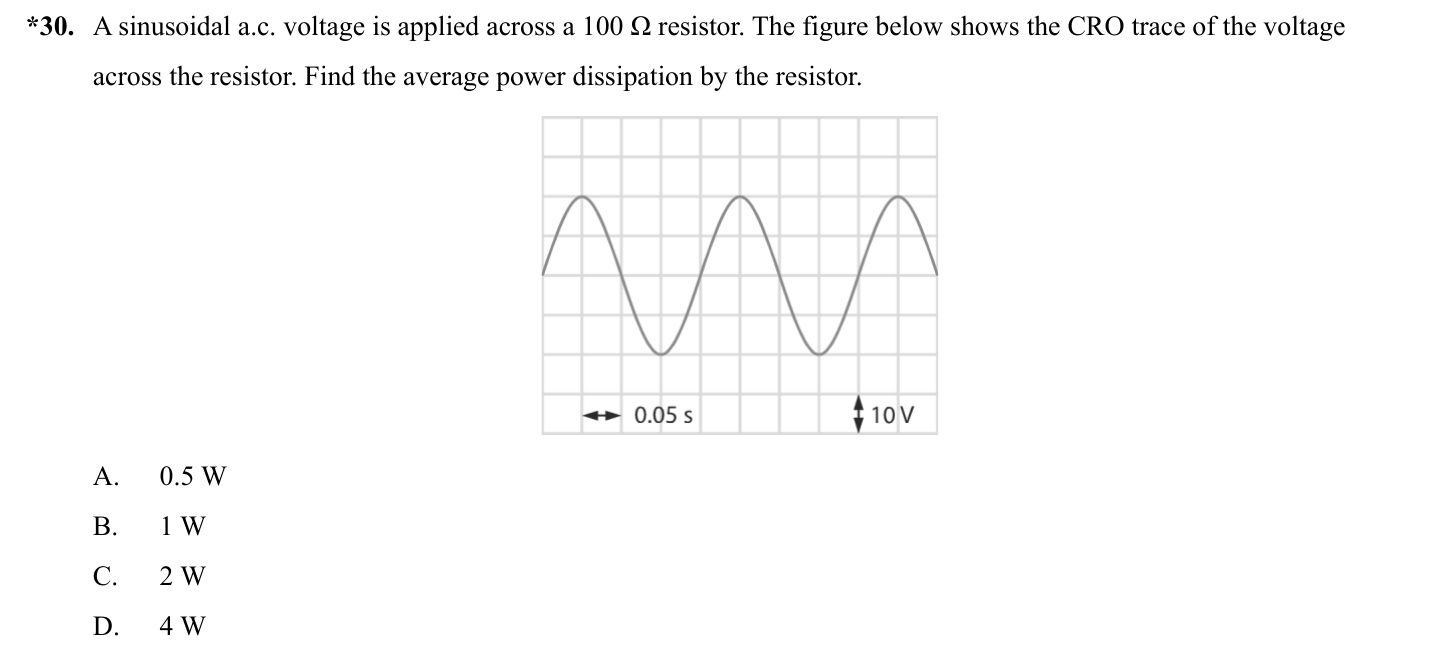 *30. A sinusoidal a.c. voltage is applied across a 100 Ω resistor. The figure below shows the CRO trace of the voltage
across the resistor. Find the average power dissipation by the resistor.
0.05 s
10 V
A. 0.5 W
B. 1 W
C. 2 W
D. 4 W